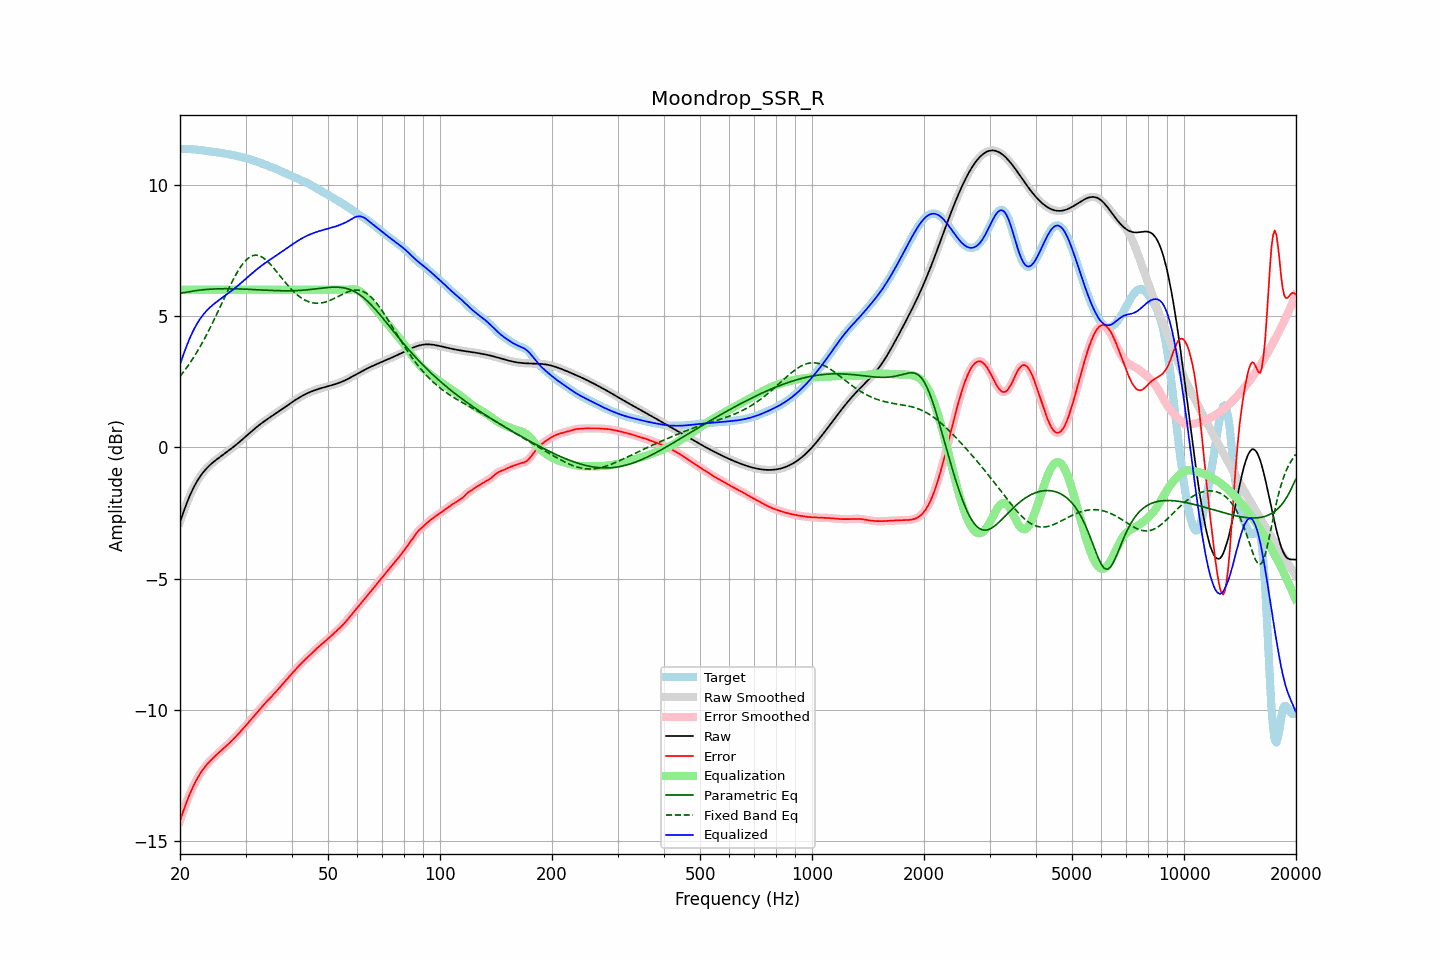 Moondrop_SSR_R
Amplitude (dBr)
10
5
0
−5
−10
−15
Target
Raw Smoothed
Error Smoothed
Raw
Error
Equalization
Parametric Eq
Fixed Band Eq
Equalized
20 50 100 200 500 1000 2000 5000 10000 20000
Frequency (Hz)